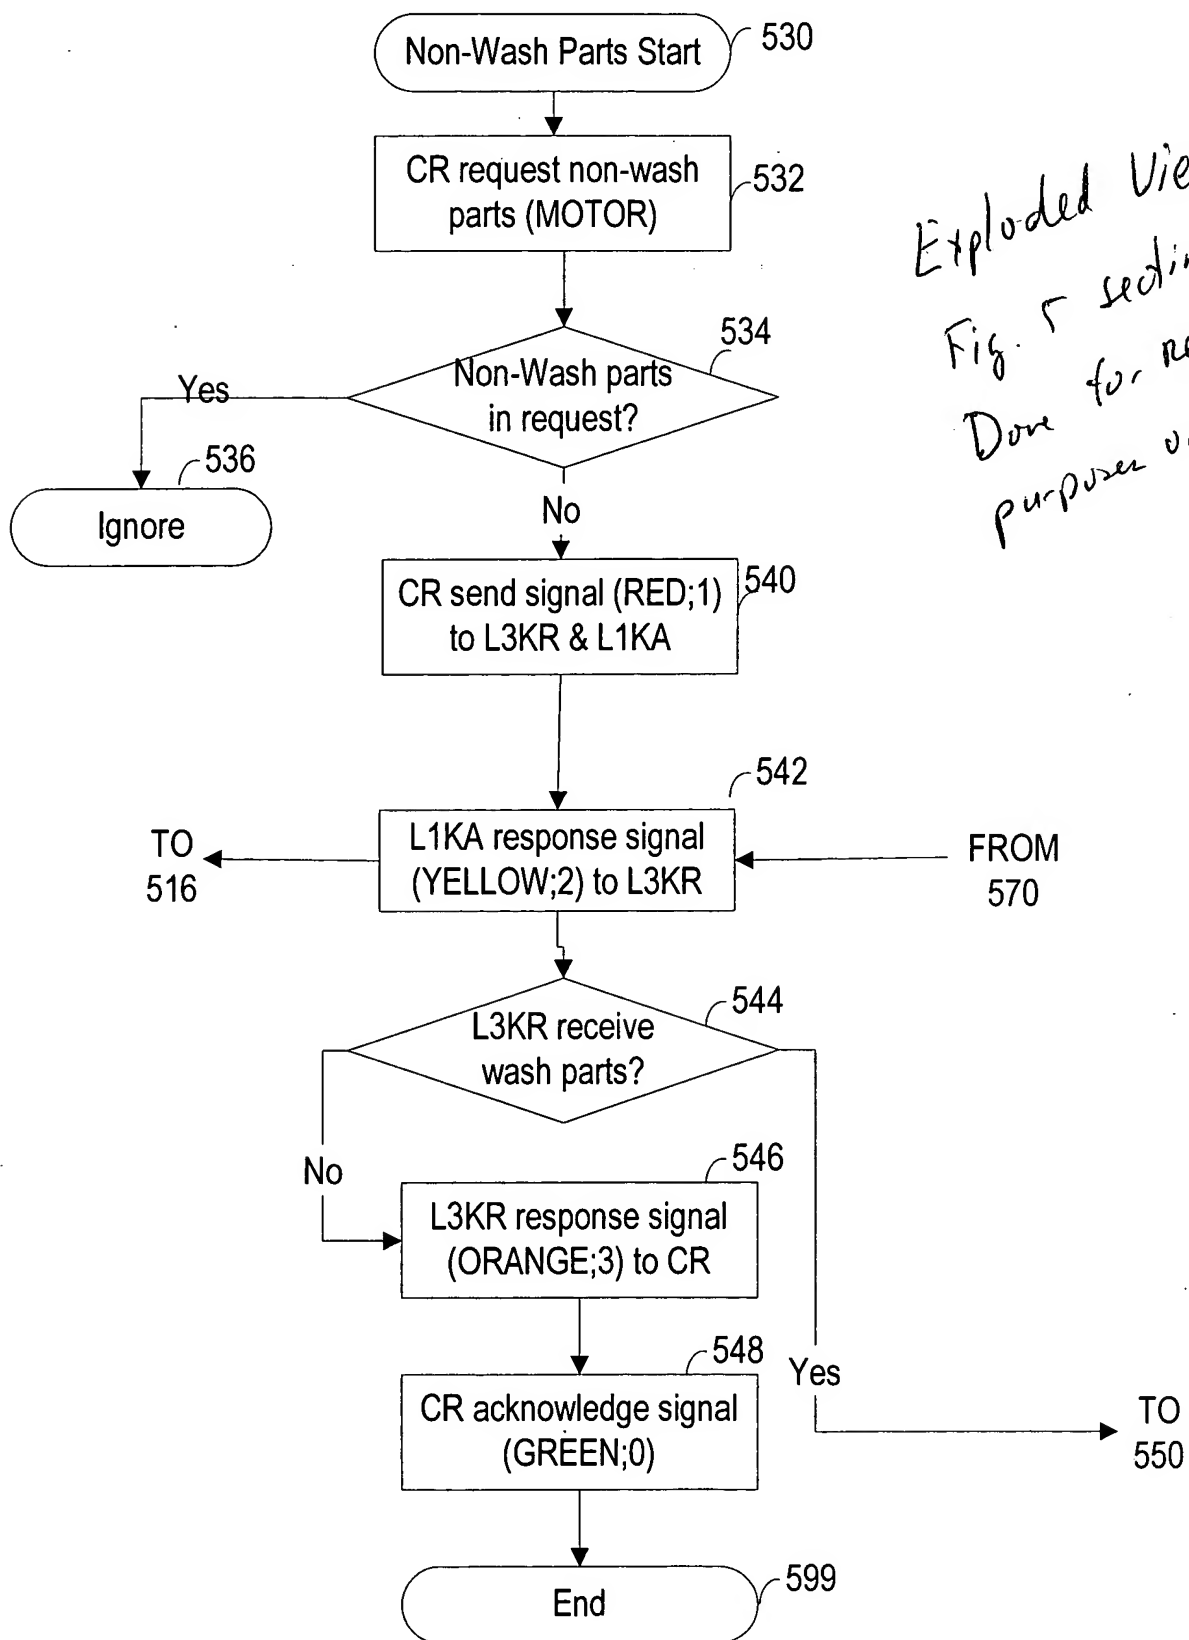 Non-Wash Parts Start
530
CR request non-wash
parts (MOTOR)
532
Exploded
Fig. 5
Done for
purposes
534
Non-Wash parts
in request?
Yes
536
Ignore
No
540
CR send signal (RED;1)
to L3KR & L1KA
542
L1KA response signal
(YELLOW;2) to L3KR
TO
516
FROM
570
544
L3KR receive
wash parts?
No
546
L3KR response signal
(ORANGE;3) to CR
548
CR acknowledge signal
(GREEN;0)
Yes
TO
550
End
599